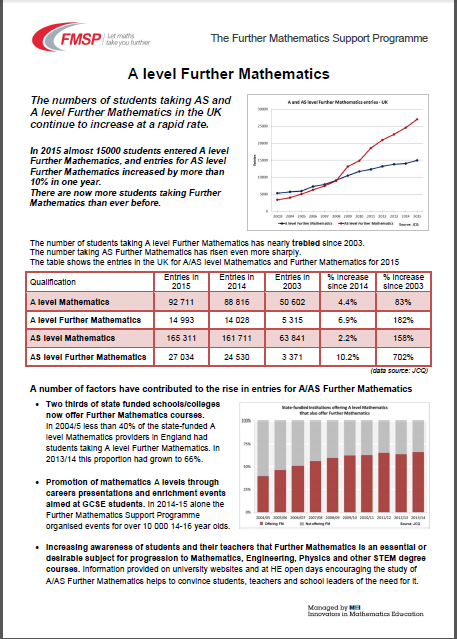 FMSP
Let maths
take you further
The Further Mathematics Support Programme
A level Further Mathematics
The numbers of students taking AS and
A level Further Mathematics in the UK
continue to increase at a rapid rate.
In 2015 almost 15000 students entered A level
Further Mathematics, and entries for AS level
Further Mathematics increased by more than
10% in one year.
There are now more students taking Further
Mathematics than ever before.
A and AS level Further Mathematics entries - UK
30000
25000
20000
15000
10000
5000
0
Entries
2003 2004 2005 2006 2007 2008 2009 2010 2011 2012 2013 2014 2015
A level Further Mathematics AS level Further Mathematics Source: JCQ
The number of students taking A level Further Mathematics has nearly trebled since 2003.
The number taking AS Further Mathematics has risen even more sharply.
The table shows the entries in the UK for A/AS level Mathematics and Further Mathematics for 2015
Qualification Entries in 2015 Entries in 2014 Entries in 2003 % increase since 2014 % increase since 2003
A level Mathematics 92 711 88 816 50 602 4.4% 83%
A level Further Mathematics 14 993 14 028 5 315 6.9% 182%
AS level Mathematics 165 311 161 711 63 841 2.2% 158%
AS level Further Mathematics 27 034 24 530 3 371 10.2% 702%
(data source: JCQ)
A number of factors have contributed to the rise in entries for A/AS Further Mathematics
• Two thirds of state funded schools/colleges
now offer Further Mathematics courses.
In 2004/5 less than 40% of the state-funded A
level Mathematics providers in England had
students taking A level Further Mathematics. In
2013/14 this proportion had grown to 66%.
• Promotion of mathematics A levels through
careers presentations and enrichment events
aimed at GCSE students. In 2014-15 alone the
Further Mathematics Support Programme
organised events for over 10 000 14-16 year olds.
State-funded institutions offering A level Mathematics
that also offer Further Mathematics
100%
75%
50%
25%
0%
2004/05 2005/06 2006/07 2007/08 2008/09 2009/10 2010/11 2011/12 2012/13 2013/14
Offering FM Not offering FM Source: JCQ
• Increasing awareness of students and their teachers that Further Mathematics is an essential or
desirable subject for progression to Mathematics, Engineering, Physics and other STEM degree
courses. Information provided on university websites and at HE open days encouraging the study of
A/AS Further Mathematics helps to convince students, teachers and school leaders of the need for it.
Managed by MEI
Innovators in Mathematics Education